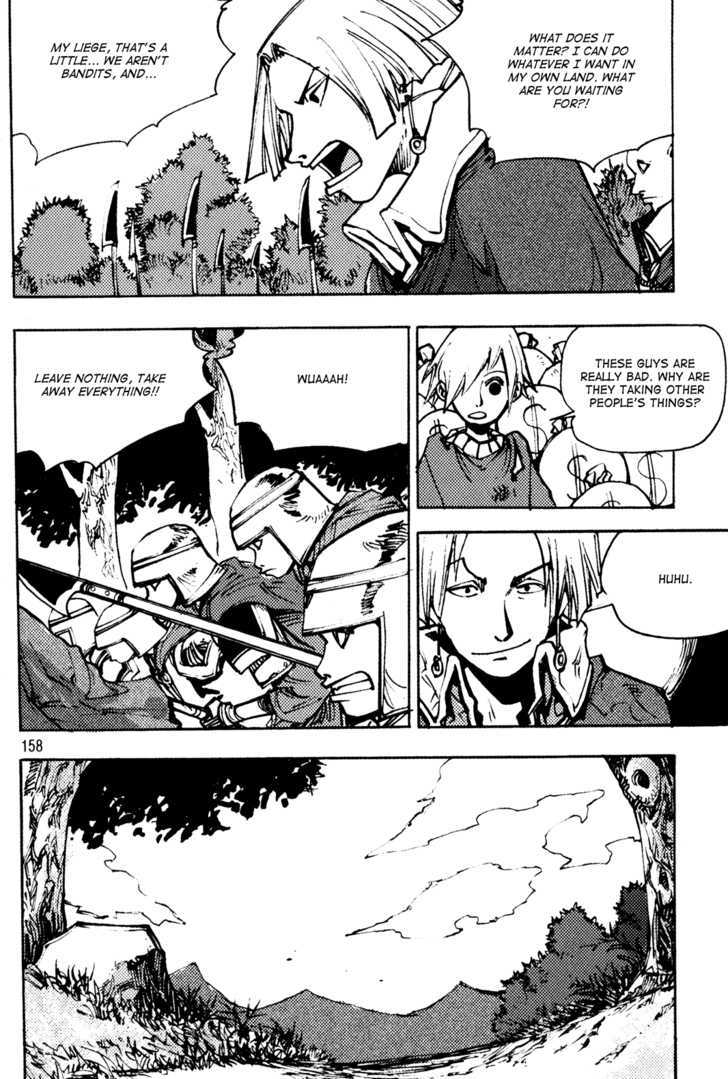 MY LIEGE, THAT'S A
LITTLE... WE AREN'T
BANDITS, AND...
WHAT DOES IT
MATTER? I CAN DO
WHATEVER I WANT IN
MY OWN LAND. WHAT
ARE YOU WAITING
FOR?!
LEAVE NOTHING, TAKE
AWAY EVERYTHING!!
WUAAAH!
THESE GUYS ARE
REALLY BAD. WHY ARE
THEY TAKING OTHER
PEOPLE'S THINGS?
$
$
$
$
HUHU.
158